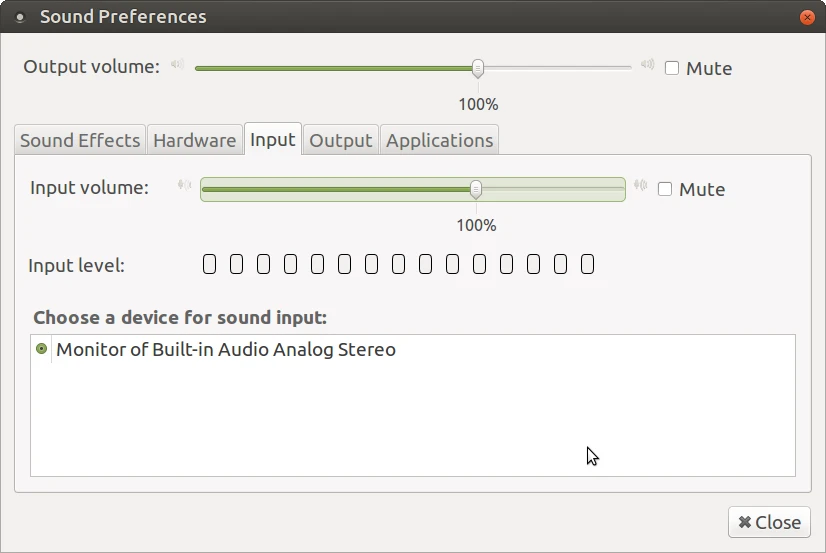 Sound Preferences
Output volume:
Mute
100%
Sound Effects
Hardware
Input
Output
Applications
Input volume:
Mute
100%
Input level:
Choose a device for sound input:
Monitor of Built-in Audio Analog Stereo
Close